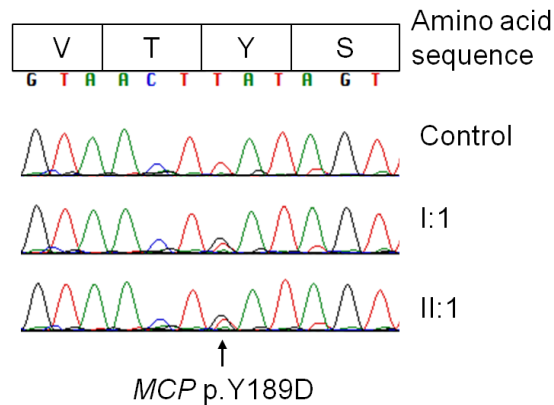 V T Y S Amino acid
sequence
G T A A C T T A T A G T
Control
I:1
II:1
MCP p.Y189D